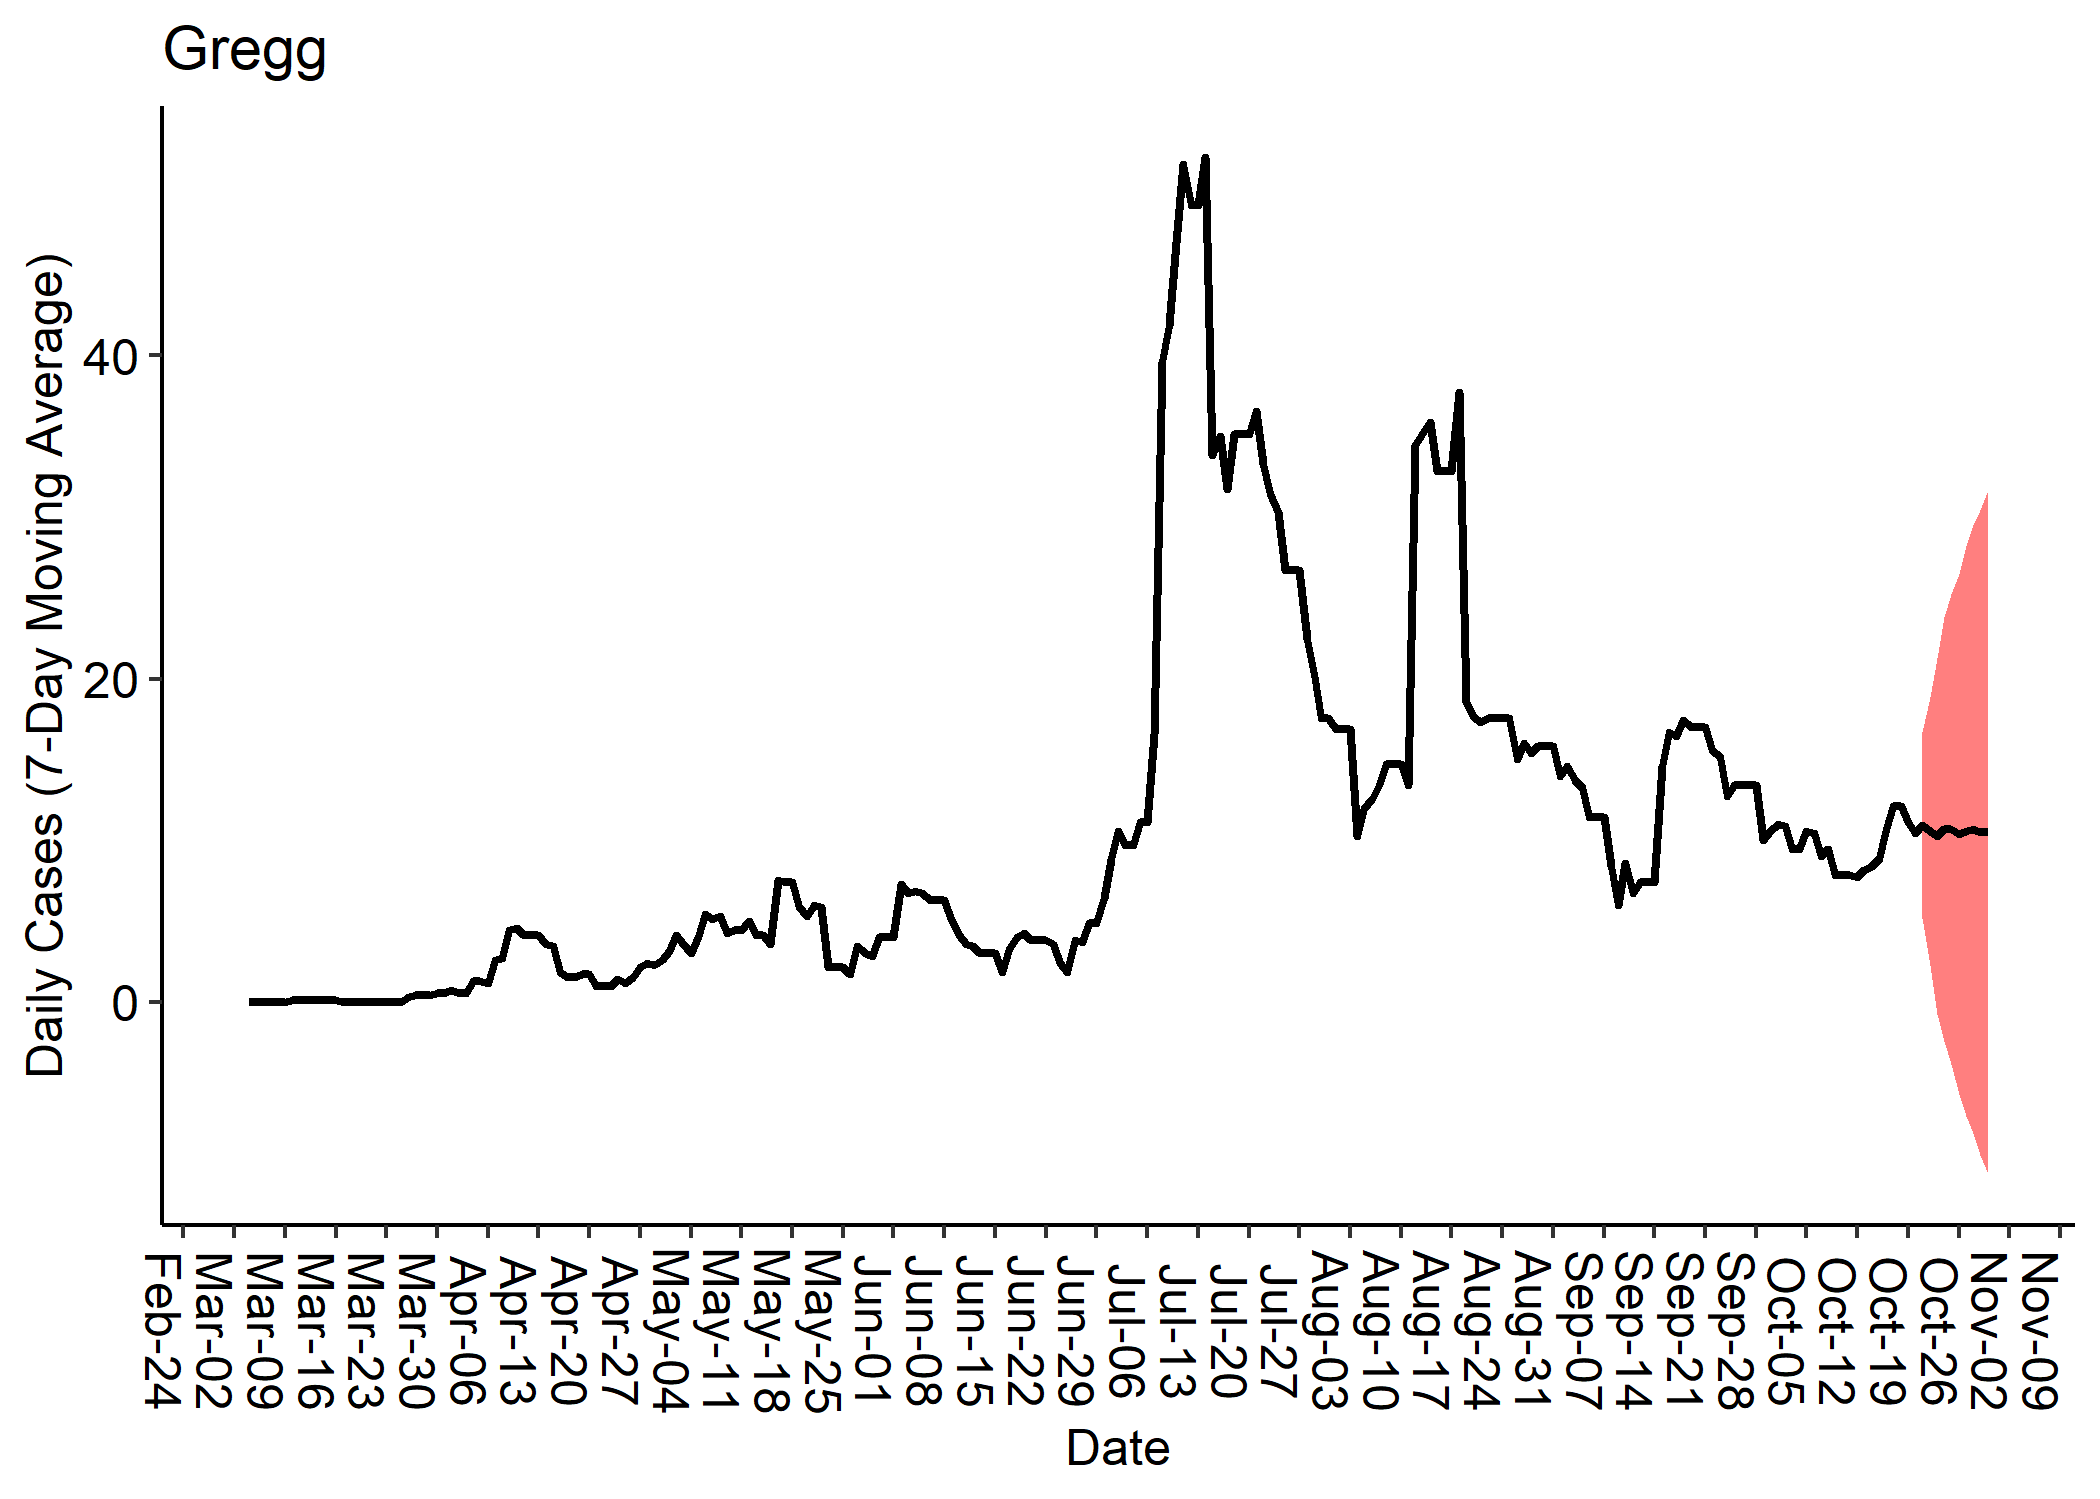 Gregg
Daily Cases (7-Day Moving Average)
40
20
0
Feb-24
Mar-02
Mar-09
Mar-16
Mar-23
Mar-30
Apr-06
Apr-13
Apr-20
Apr-27
May-04
May-11
May-18
May-25
Jun-01
Jun-08
Jun-15
Jun-22
Jun-29
Jul-06
Jul-13
Jul-20
Jul-27
Aug-03
Aug-10
Aug-17
Aug-24
Aug-31
Sep-07
Sep-14
Sep-21
Sep-28
Oct-05
Oct-12
Oct-19
Oct-26
Nov-02
Nov-09
Date